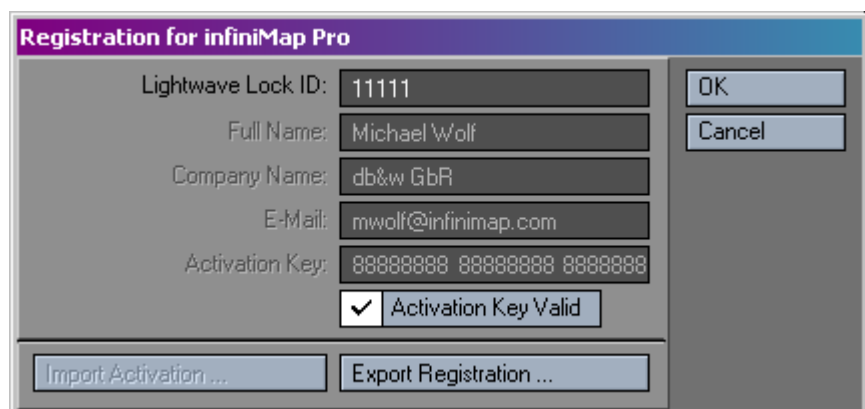 Registration for infiniMap Pro
Lightwave Lock ID: 11111
OK
Full Name: Michael Wolf
Cancel
Company Name: db&w GbR
E-Mail: mwolf@infinimap.com
Activation Key: 88888888 88888888 8888888
Activation Key Valid
Import Activation ...
Export Registration ...